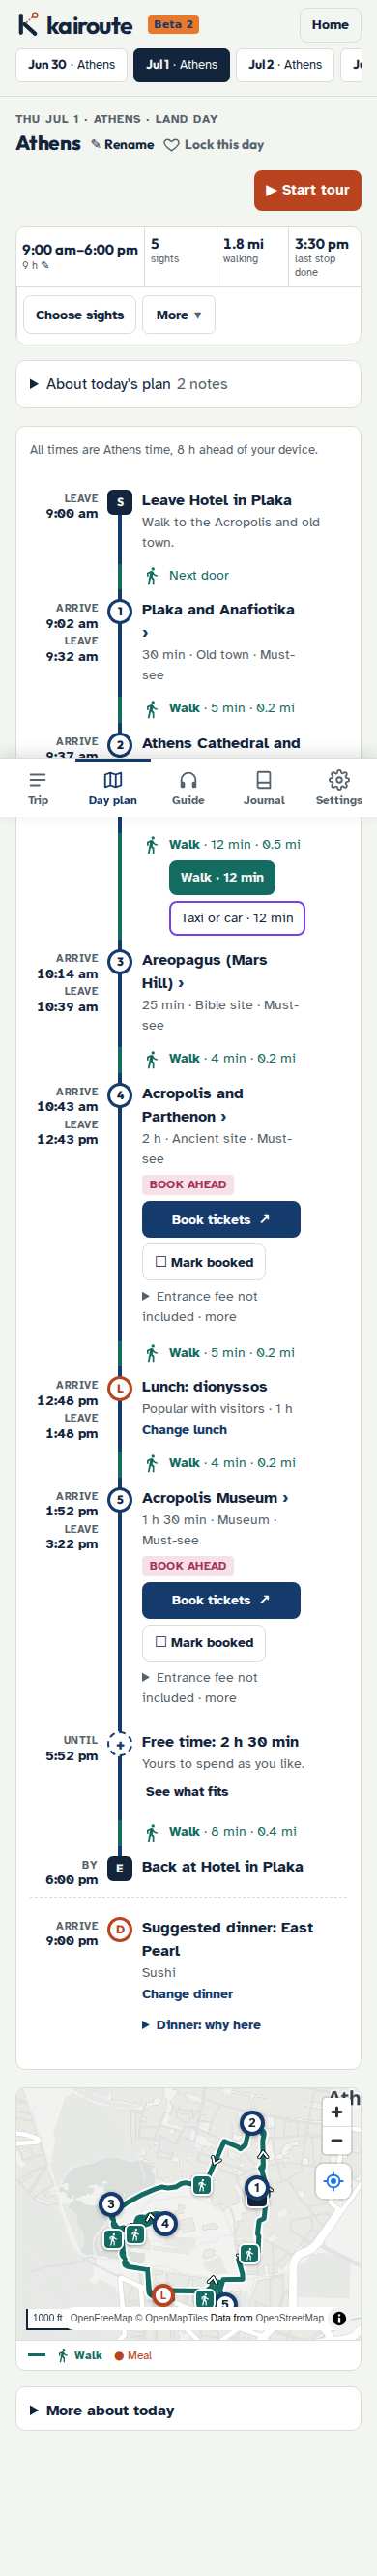 kairoute Beta 2 Home
Jun 30 · Athens Jul 1 · Athens Jul 2 · Athens
THU JUL 1 · ATHENS · LAND DAY
Athens ✎ Rename Lock this day
▶ Start tour
9:00 am–6:00 pm 5 1.8 mi 3:30 pm
9 h ✎ sights walking last stop
done
Choose sights More ▾
▶ About today's plan 2 notes
All times are Athens time, 8 h ahead of your device.
LEAVE S Leave Hotel in Plaka
9:00 am Walk to the Acropolis and old
town.
Next door
ARRIVE 1 Plaka and Anafiotika
9:02 am ›
LEAVE
9:32 am 30 min · Old town · Must-
see
Walk · 5 min · 0.2 mi
ARRIVE 2 Athens Cathedral and
9:37 am
Trip Day plan Guide Journal Settings
Walk · 12 min · 0.5 mi
Walk · 12 min
Taxi or car · 12 min
ARRIVE 3 Areopagus (Mars
10:14 am Hill) ›
LEAVE
10:39 am 25 min · Bible site · Must-
see
Walk · 4 min · 0.2 mi
ARRIVE 4 Acropolis and
10:43 am Parthenon ›
LEAVE
12:43 pm 2 h · Ancient site · Must-
see
BOOK AHEAD
Book tickets ↗
☐ Mark booked
▶ Entrance fee not
included · more
Walk · 5 min · 0.2 mi
ARRIVE L Lunch: dionyssos
12:48 pm Popular with visitors · 1 h
LEAVE
1:48 pm Change lunch
Walk · 4 min · 0.2 mi
ARRIVE 5 Acropolis Museum ›
1:52 pm 1 h 30 min · Museum ·
LEAVE
3:22 pm Must-see
BOOK AHEAD
Book tickets ↗
☐ Mark booked
▶ Entrance fee not
included · more
UNTIL + Free time: 2 h 30 min
5:52 pm Yours to spend as you like.
See what fits
Walk · 8 min · 0.4 mi
BY E Back at Hotel in Plaka
6:00 pm
ARRIVE D Suggested dinner: East
9:00 pm Pearl
Sushi
Change dinner
▶ Dinner: why here
Ath
+
−
2
1
3
4
L
5
1000 ft OpenFreeMap © OpenMapTiles Data from OpenStreetMap
Walk Meal
▶ More about today